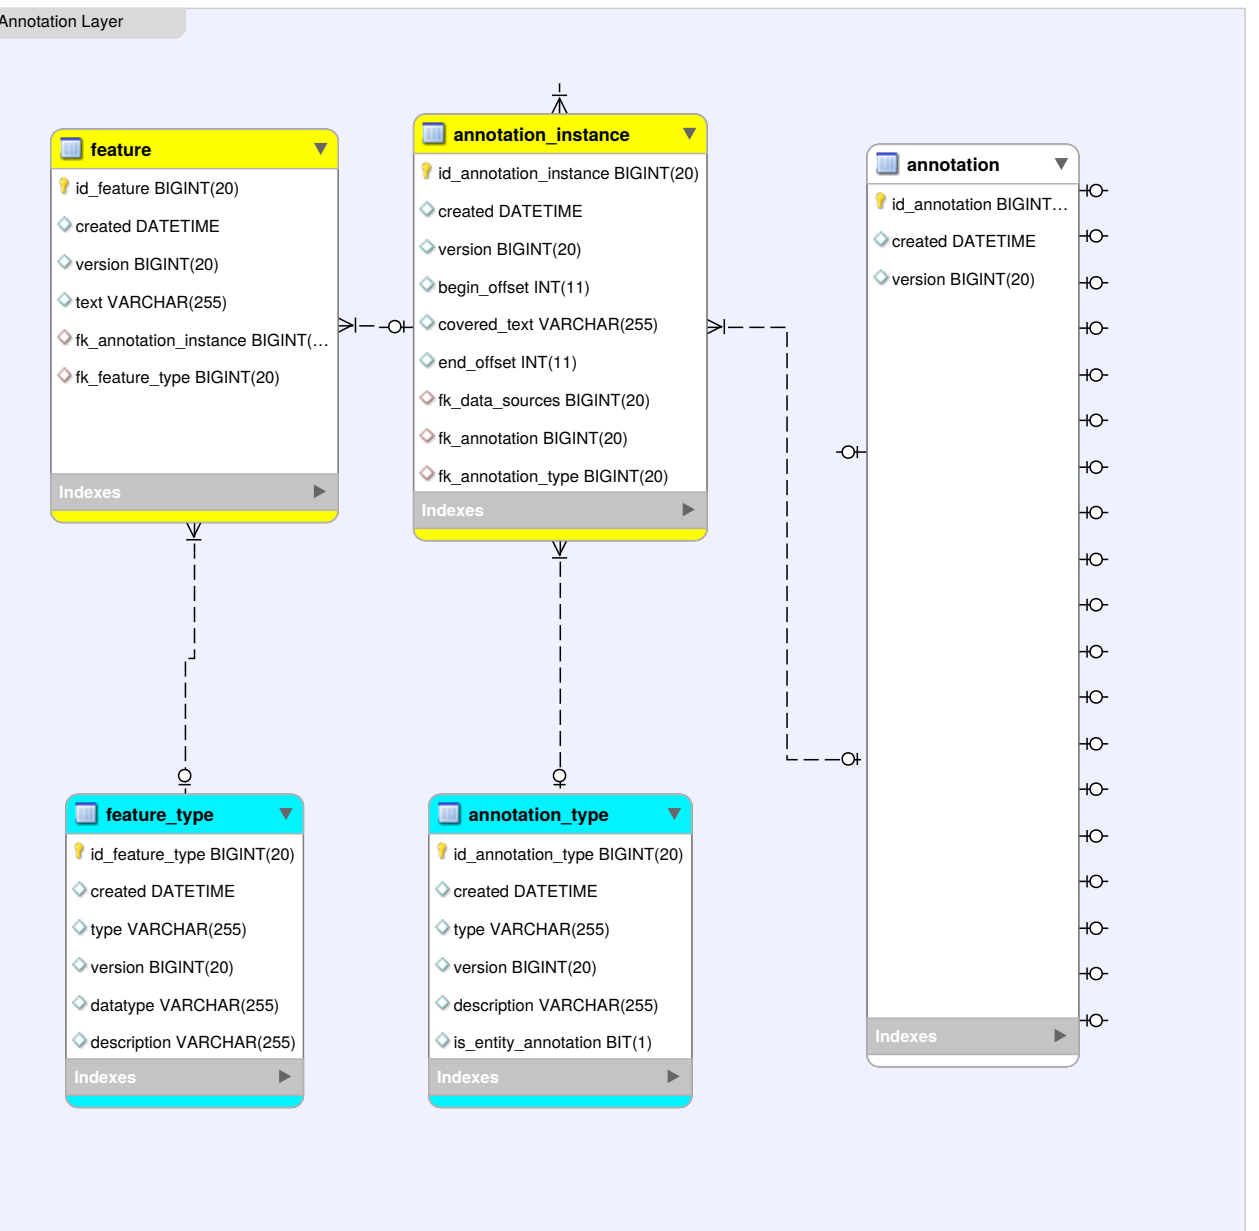 Annotation Layer
feature
id_feature BIGINT(20)
created DATETIME
version BIGINT(20)
text VARCHAR(255)
fk_annotation_instance BIGINT(…
fk_feature_type BIGINT(20)
Indexes
annotation_instance
id_annotation_instance BIGINT(20)
created DATETIME
version BIGINT(20)
begin_offset INT(11)
covered_text VARCHAR(255)
end_offset INT(11)
fk_data_sources BIGINT(20)
fk_annotation BIGINT(20)
fk_annotation_type BIGINT(20)
Indexes
annotation
id_annotation BIGINT…
created DATETIME
version BIGINT(20)
Indexes
feature_type
id_feature_type BIGINT(20)
created DATETIME
type VARCHAR(255)
version BIGINT(20)
datatype VARCHAR(255)
description VARCHAR(255)
Indexes
annotation_type
id_annotation_type BIGINT(20)
created DATETIME
type VARCHAR(255)
version BIGINT(20)
description VARCHAR(255)
is_entity_annotation BIT(1)
Indexes